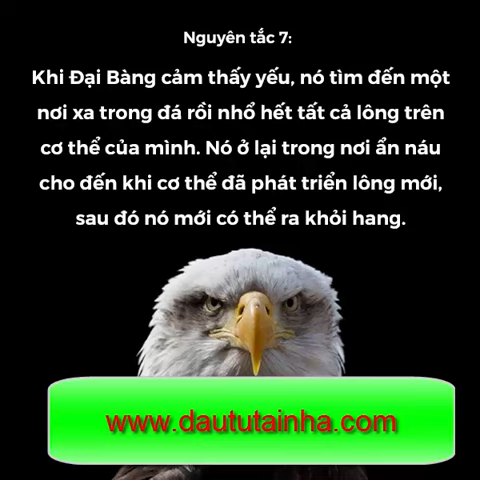 Nguyên tắc 7:
Khi Đại Bàng cảm thấy yếu, nó tìm đến một
nơi xa trong đá rồi nhổ hết tất cả lông trên
cơ thể của mình. Nó ở lại trong nơi ẩn náu
cho đến khi cơ thể đã phát triển lông mới,
sau đó nó mới có thể ra khỏi hang.
www.daututainha.com